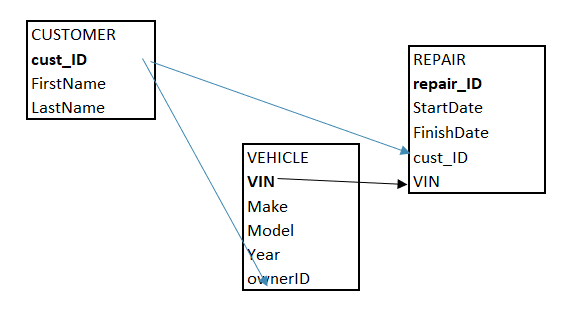 CUSTOMER
cust_ID
FirstName
LastName
REPAIR
repair_ID
StartDate
FinishDate
cust_ID
VIN
VEHICLE
VIN
Make
Model
Year
ownerID